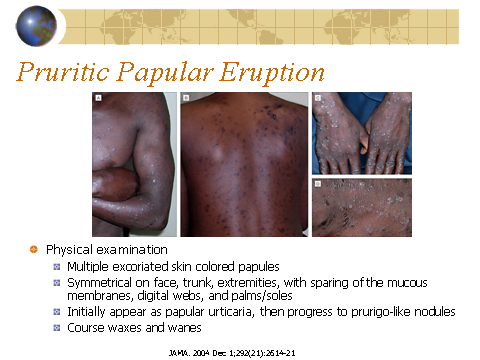 Pruritic Papular Eruption
A
B
C
D
Physical examination
Multiple excoriated skin colored papules
Symmetrical on face, trunk, extremities, with sparing of the mucous
membranes, digital webs, and palms/soles
Initially appear as papular urticaria, then progress to prurigo-like nodules
Course waxes and wanes
JAMA. 2004 Dec 1;292(21):2614-21